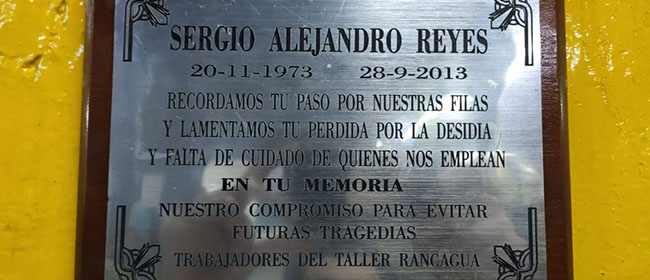 SERGIO ALEJANDRO REYES
20-11-1973 28-9-2013
RECORDAMOS TU PASO POR NUESTRAS FILAS
Y LAMENTAMOS TU PERDIDA POR LA DESIDIA
Y FALTA DE CUIDADO DE QUIENES NOS EMPLEAN
EN TU MEMORIA
NUESTRO COMPROMISO PARA EVITAR
FUTURAS TRAGEDIAS
TRABAJADORES DEL TALLER RANCAGUA